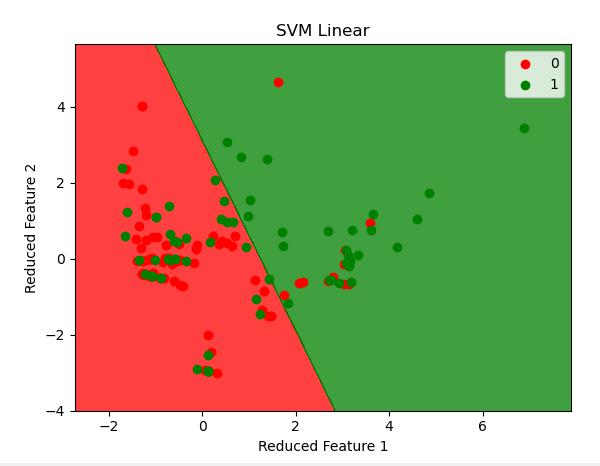 SVM Linear
0
1
4
2
0
−2
−4
Reduced Feature 2
−2 0 2 4 6
Reduced Feature 1